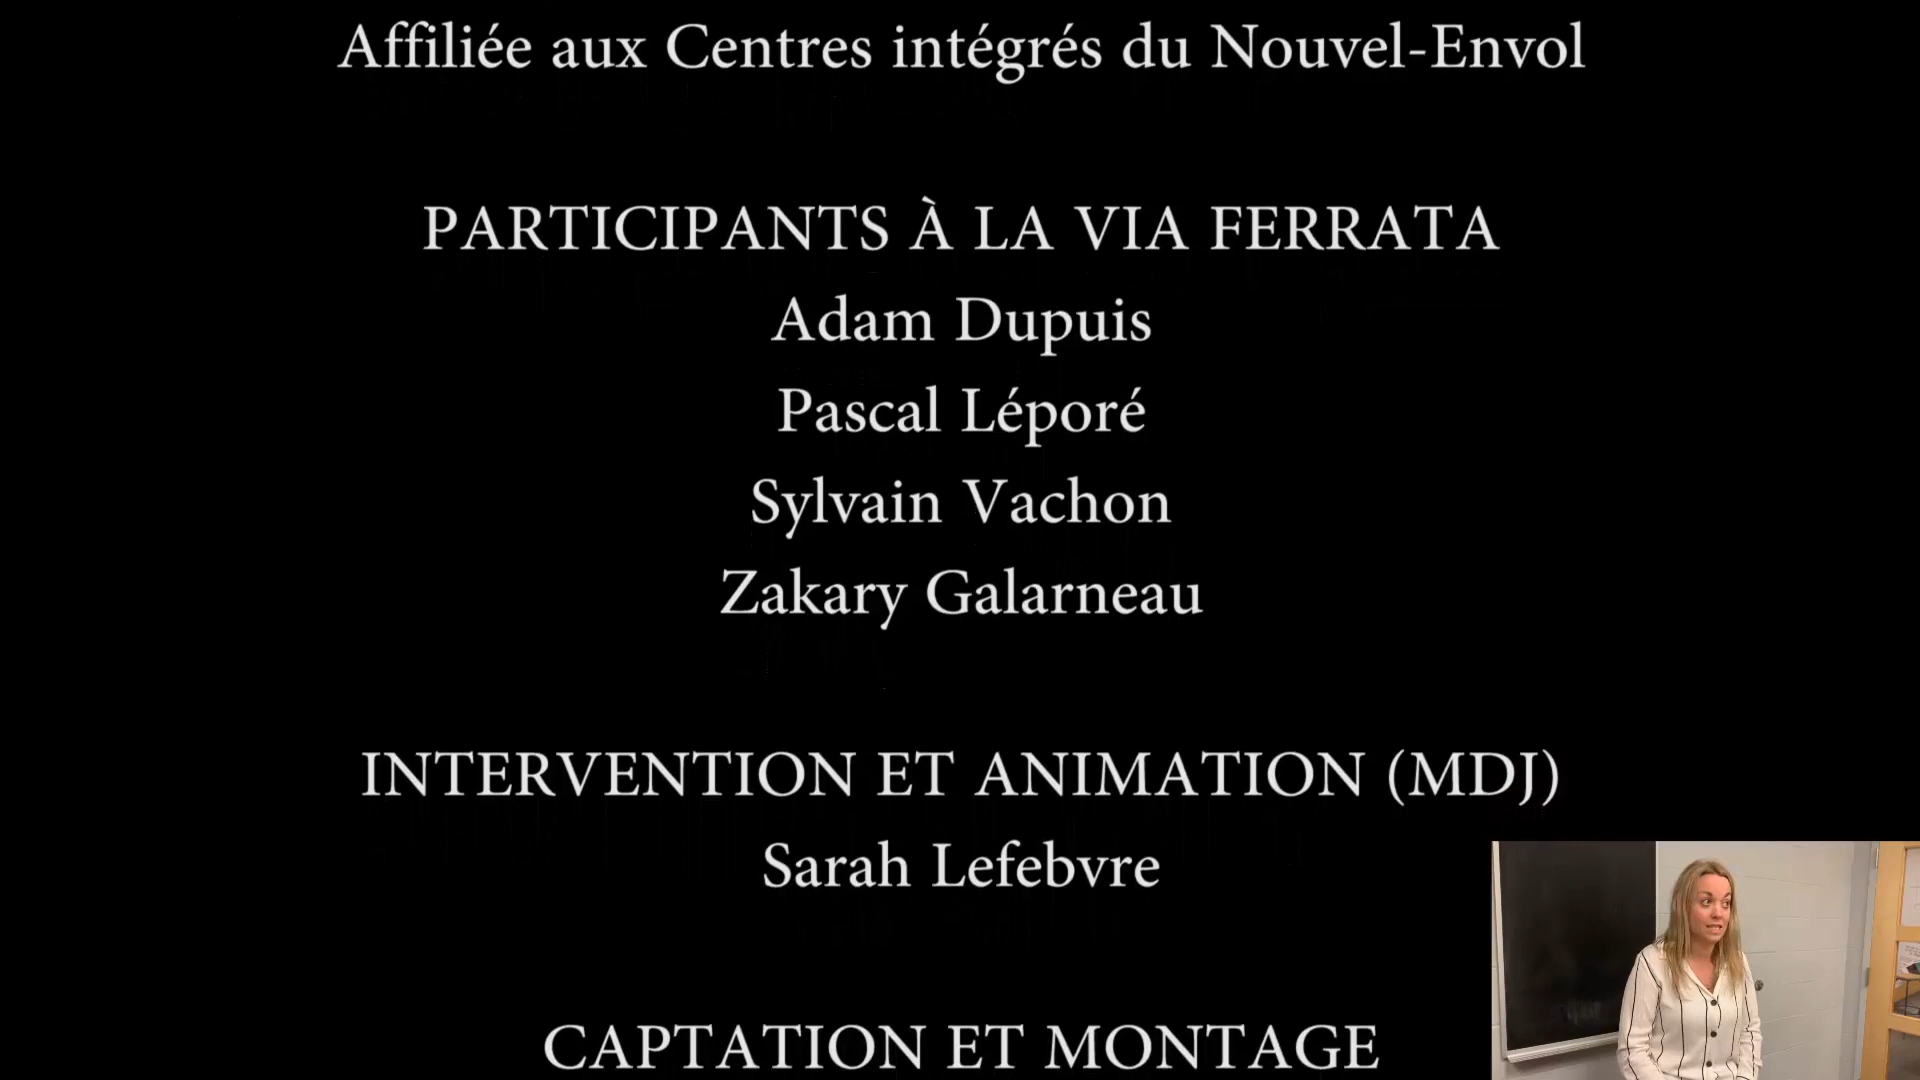 Affiliée aux Centres intégrés du Nouvel-Envol
PARTICIPANTS À LA VIA FERRATA
Adam Dupuis
Pascal Léporé
Sylvain Vachon
Zakary Galarneau
INTERVENTION ET ANIMATION (MDJ)
Sarah Lefebvre
CAPTATION ET MONTAGE